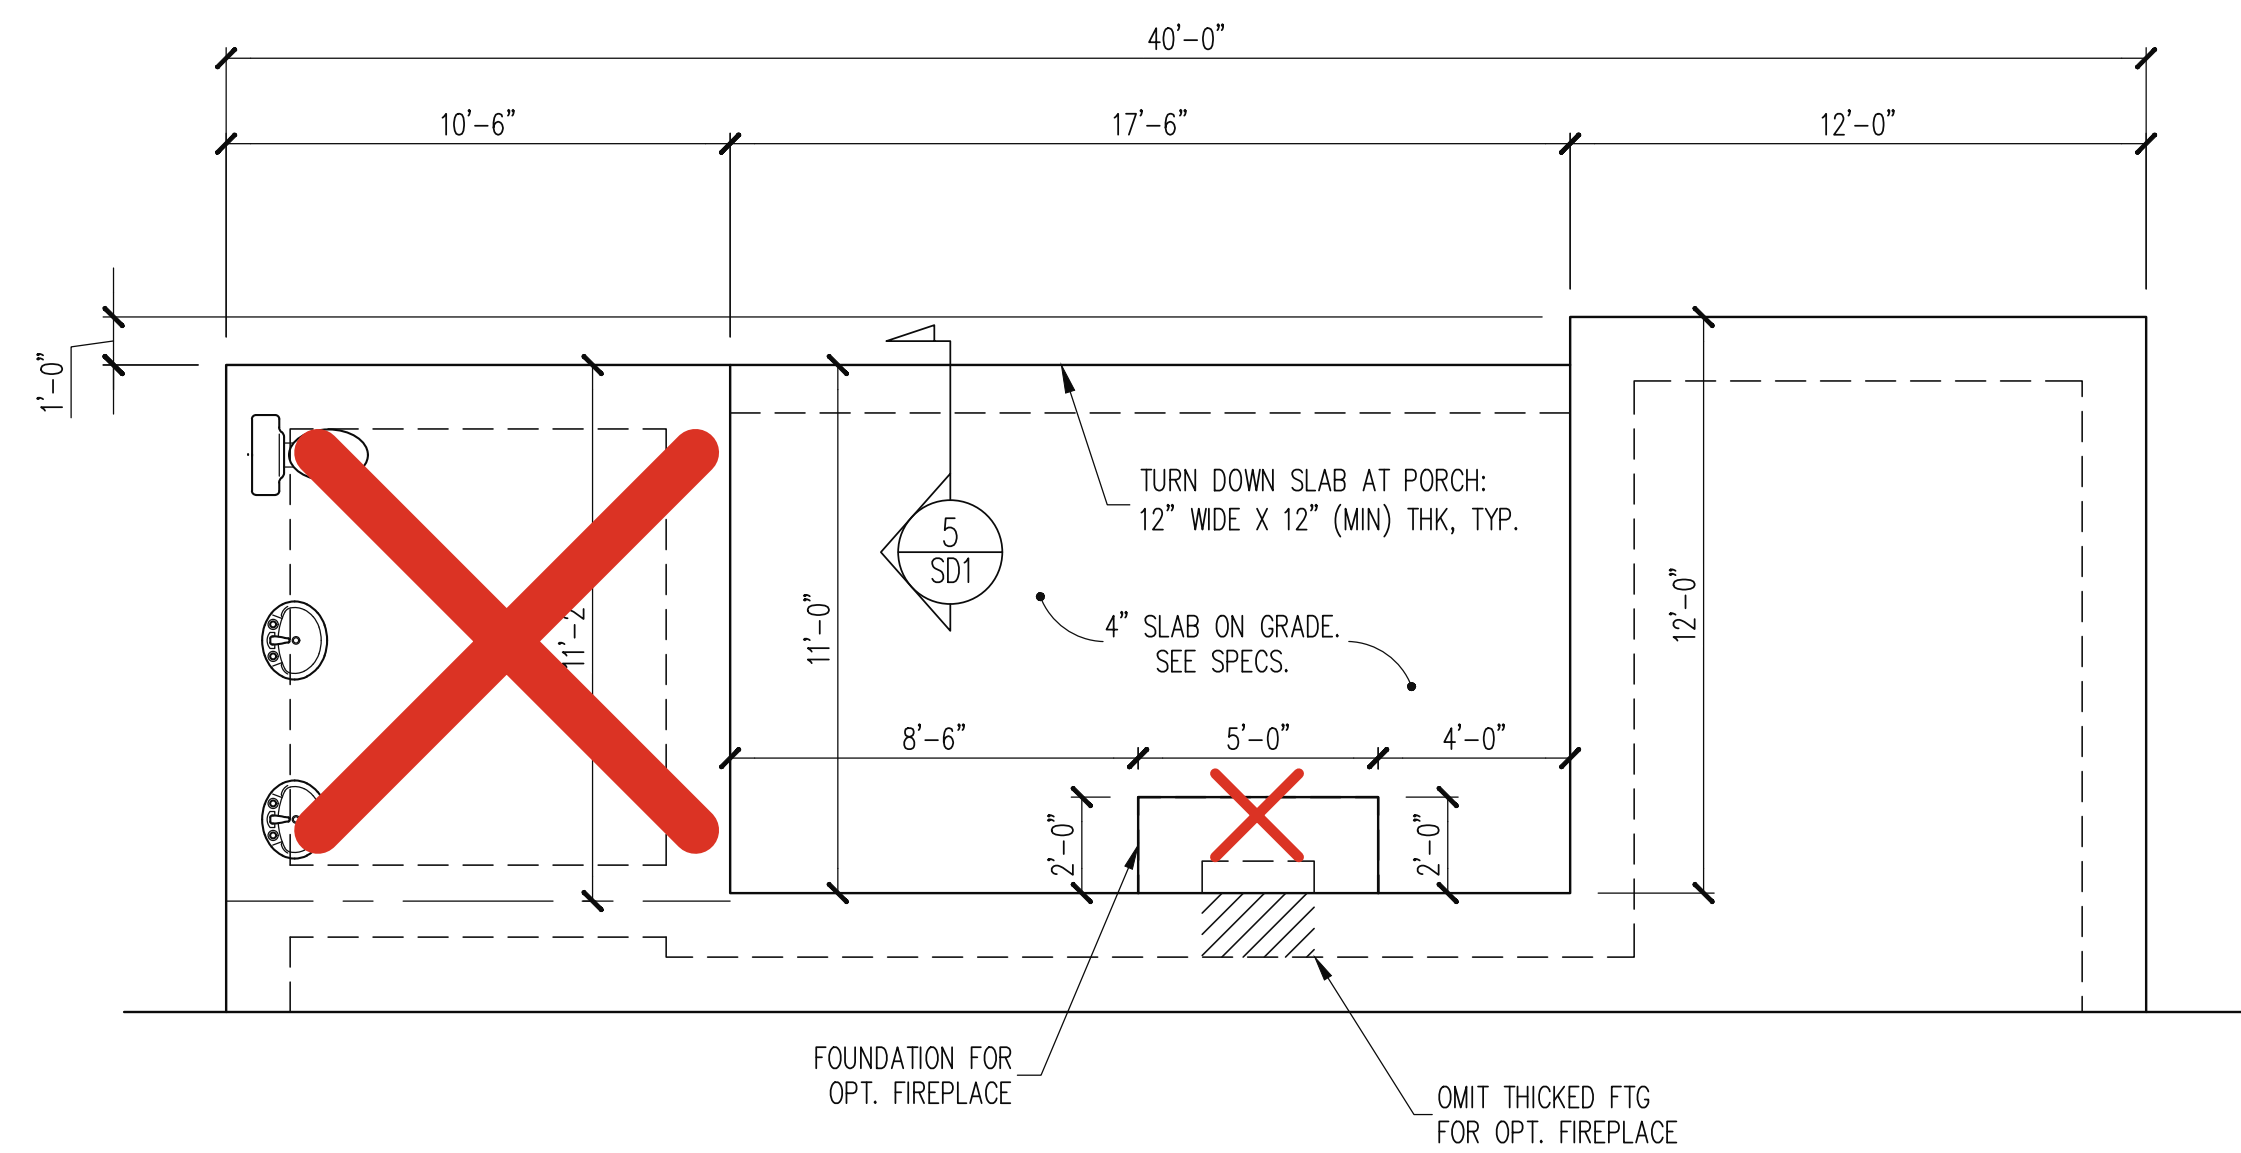 40'-0"
10'-6"
17'-6"
12'-0"
1'-0"
TURN DOWN SLAB AT PORCH:
12" WIDE X 12" (MIN) THK, TYP.
5
SD1
11'-2
11'-0"
12'-0"
4" SLAB ON GRADE.
SEE SPECS.
8'-6"
5'-0"
4'-0"
2'-0"
2'-0"
FOUNDATION FOR
OPT. FIREPLACE
OMIT THICKED FTG
FOR OPT. FIREPLACE